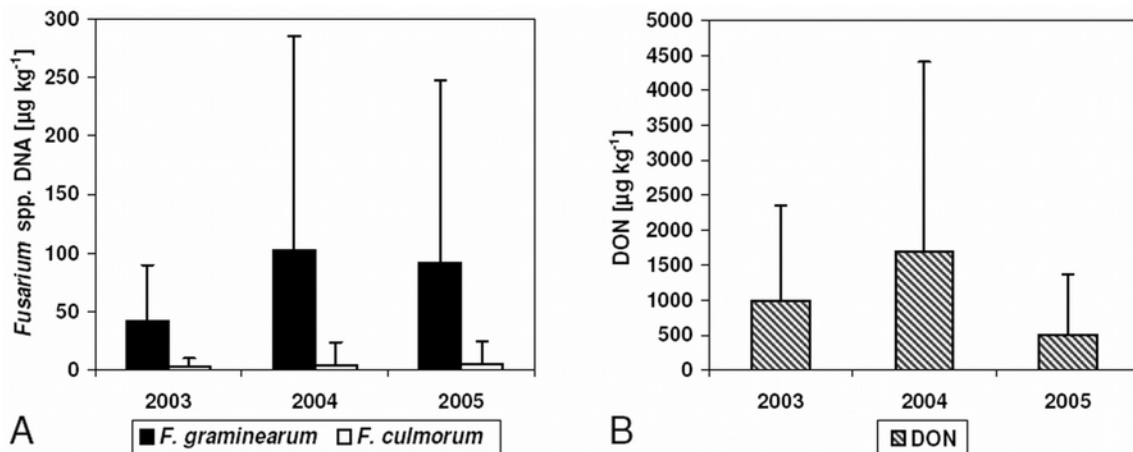 300
250
200
150
100
50
0
Fusarium spp. DNA [µg kg⁻¹]
2003 2004 2005
A
F. graminearum F. culmorum
5000
4500
4000
3500
3000
2500
2000
1500
1000
500
0
DON [µg kg⁻¹]
2003 2004 2005
B
DON